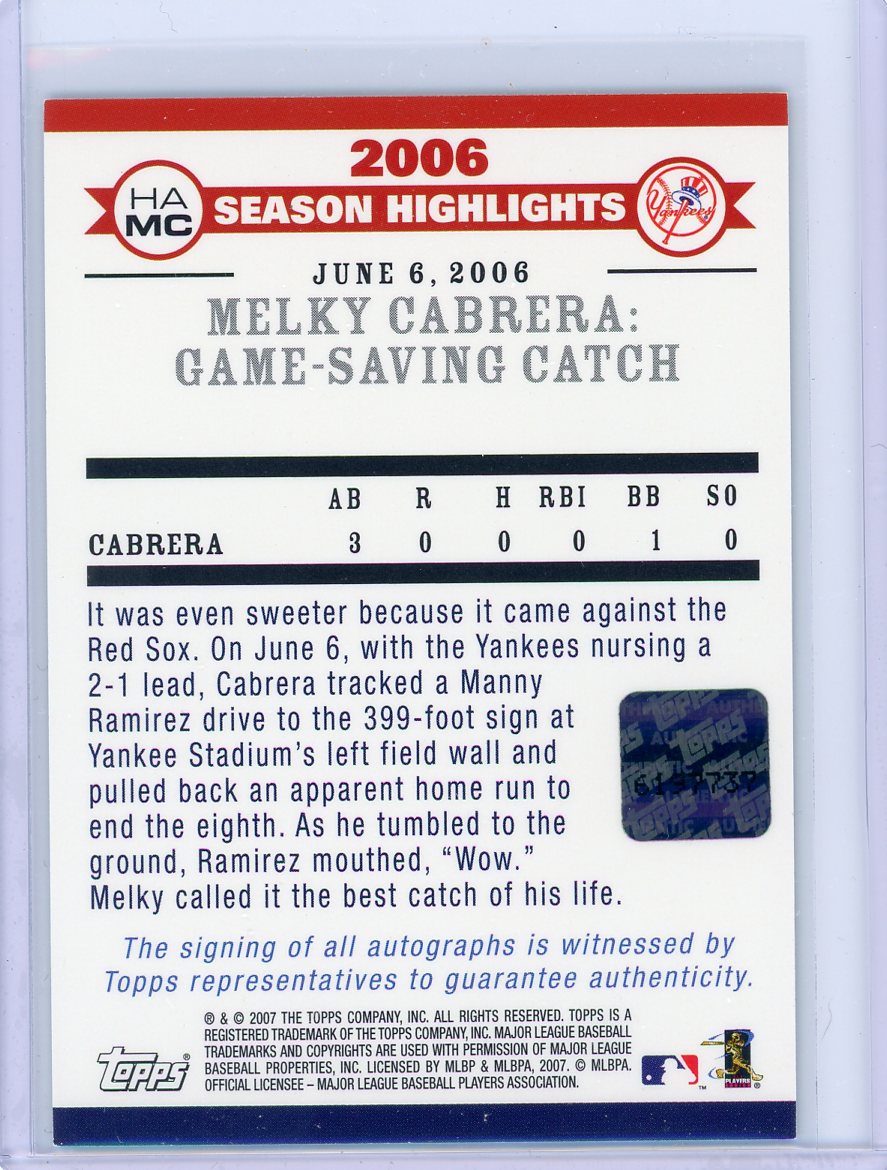 2006
HA
MC
SEASON HIGHLIGHTS
Yankees
JUNE 6, 2006
MELKY CABRERA:
GAME-SAVING CATCH
AB R H RBI BB SO
CABRERA 3 0 0 0 1 0
It was even sweeter because it came against the
Red Sox. On June 6, with the Yankees nursing a
2-1 lead, Cabrera tracked a Manny
Ramirez drive to the 399-foot sign at
Yankee Stadium's left field wall and
pulled back an apparent home run to
end the eighth. As he tumbled to the
ground, Ramirez mouthed, “Wow.”
Melky called it the best catch of his life.
Topps
The signing of all autographs is witnessed by
Topps representatives to guarantee authenticity.
® & © 2007 THE TOPPS COMPANY, INC. ALL RIGHTS RESERVED. TOPPS IS A
REGISTERED TRADEMARK OF THE TOPPS COMPANY, INC. MAJOR LEAGUE BASEBALL
TRADEMARKS AND COPYRIGHTS ARE USED WITH PERMISSION OF MAJOR LEAGUE
BASEBALL PROPERTIES, INC. LICENSED BY MLBP & MLBPA, 2007. © MLBPA.
OFFICIAL LICENSEE – MAJOR LEAGUE BASEBALL PLAYERS ASSOCIATION.
Topps®
TM
PLAYERS
®